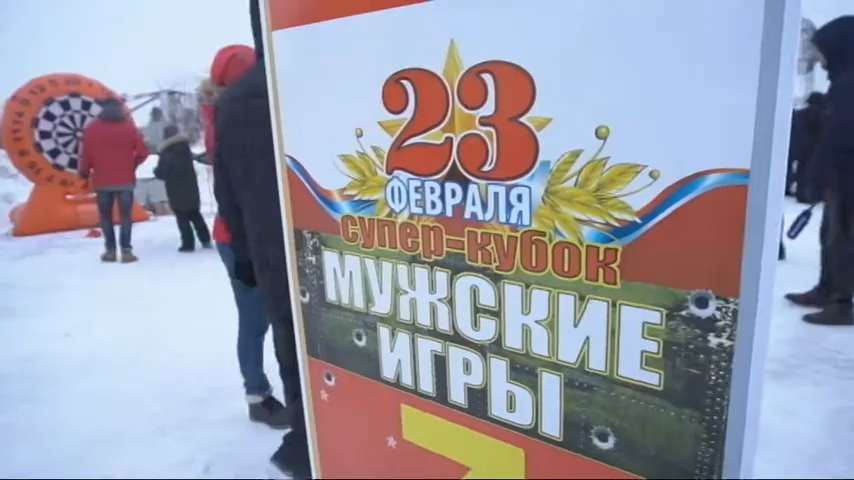 23
ФЕВРАЛЯ
супер-кубок
МУЖСКИЕ
ИГРЫ